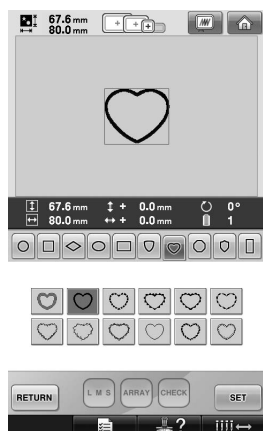 67.6 mm
80.0 mm
67.6 mm + 0.0 mm 0°
80.0 mm + 0.0 mm 1
RETURN L M S ARRAY CHECK SET
?